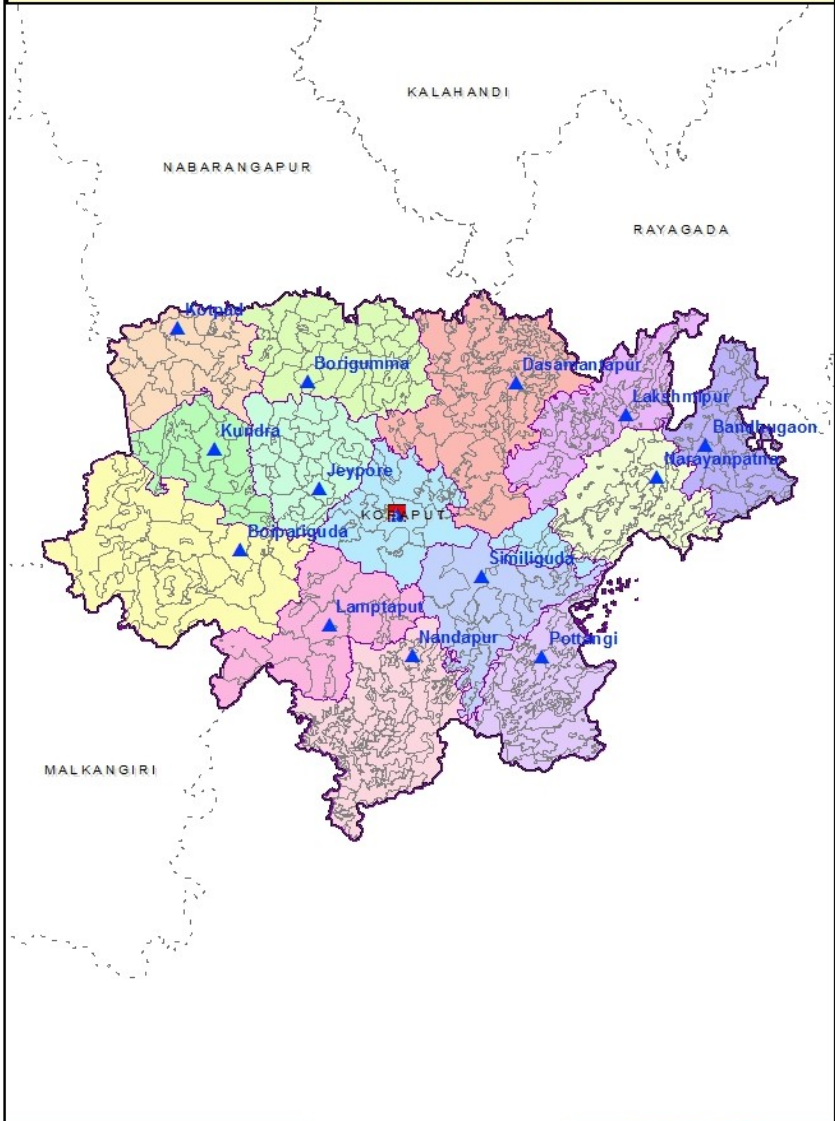 KALAHANDI
NABARANGAPUR
RAYAGADA
Kotpad
Borigumma
Dasamantapur
Lakshmipur
Kundra
Bandhugaon
Jeypore
Narayanpatna
KORAPUT
Boipariguda
Similiguda
Lamptaput
Nandapur
Pottangi
MALKANGIRI